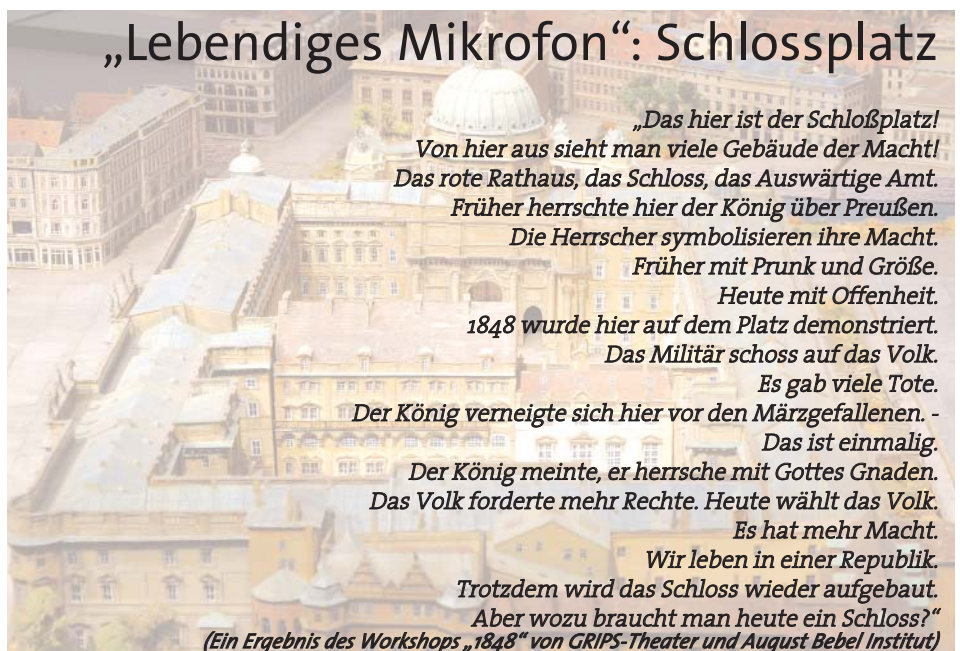 „Lebendiges Mikrofon“: Schlossplatz
„Das hier ist der Schloßplatz!
Von hier aus sieht man viele Gebäude der Macht!
Das rote Rathaus, das Schloss, das Auswärtige Amt.
Früher herrschte hier der König über Preußen.
Die Herrscher symbolisieren ihre Macht.
Früher mit Prunk und Größe.
Heute mit Offenheit.
1848 wurde hier auf dem Platz demonstriert.
Das Militär schoss auf das Volk.
Es gab viele Tote.
Der König verneigte sich hier vor den Märzgefallenen. -
Das ist einmalig.
Der König meinte, er herrsche mit Gottes Gnaden.
Das Volk forderte mehr Rechte. Heute wählt das Volk.
Es hat mehr Macht.
Wir leben in einer Republik.
Trotzdem wird das Schloss wieder aufgebaut.
Aber wozu braucht man heute ein Schloss?“
(Ein Ergebnis des Workshops „1848“ von GRIPS-Theater und August Bebel Institut)